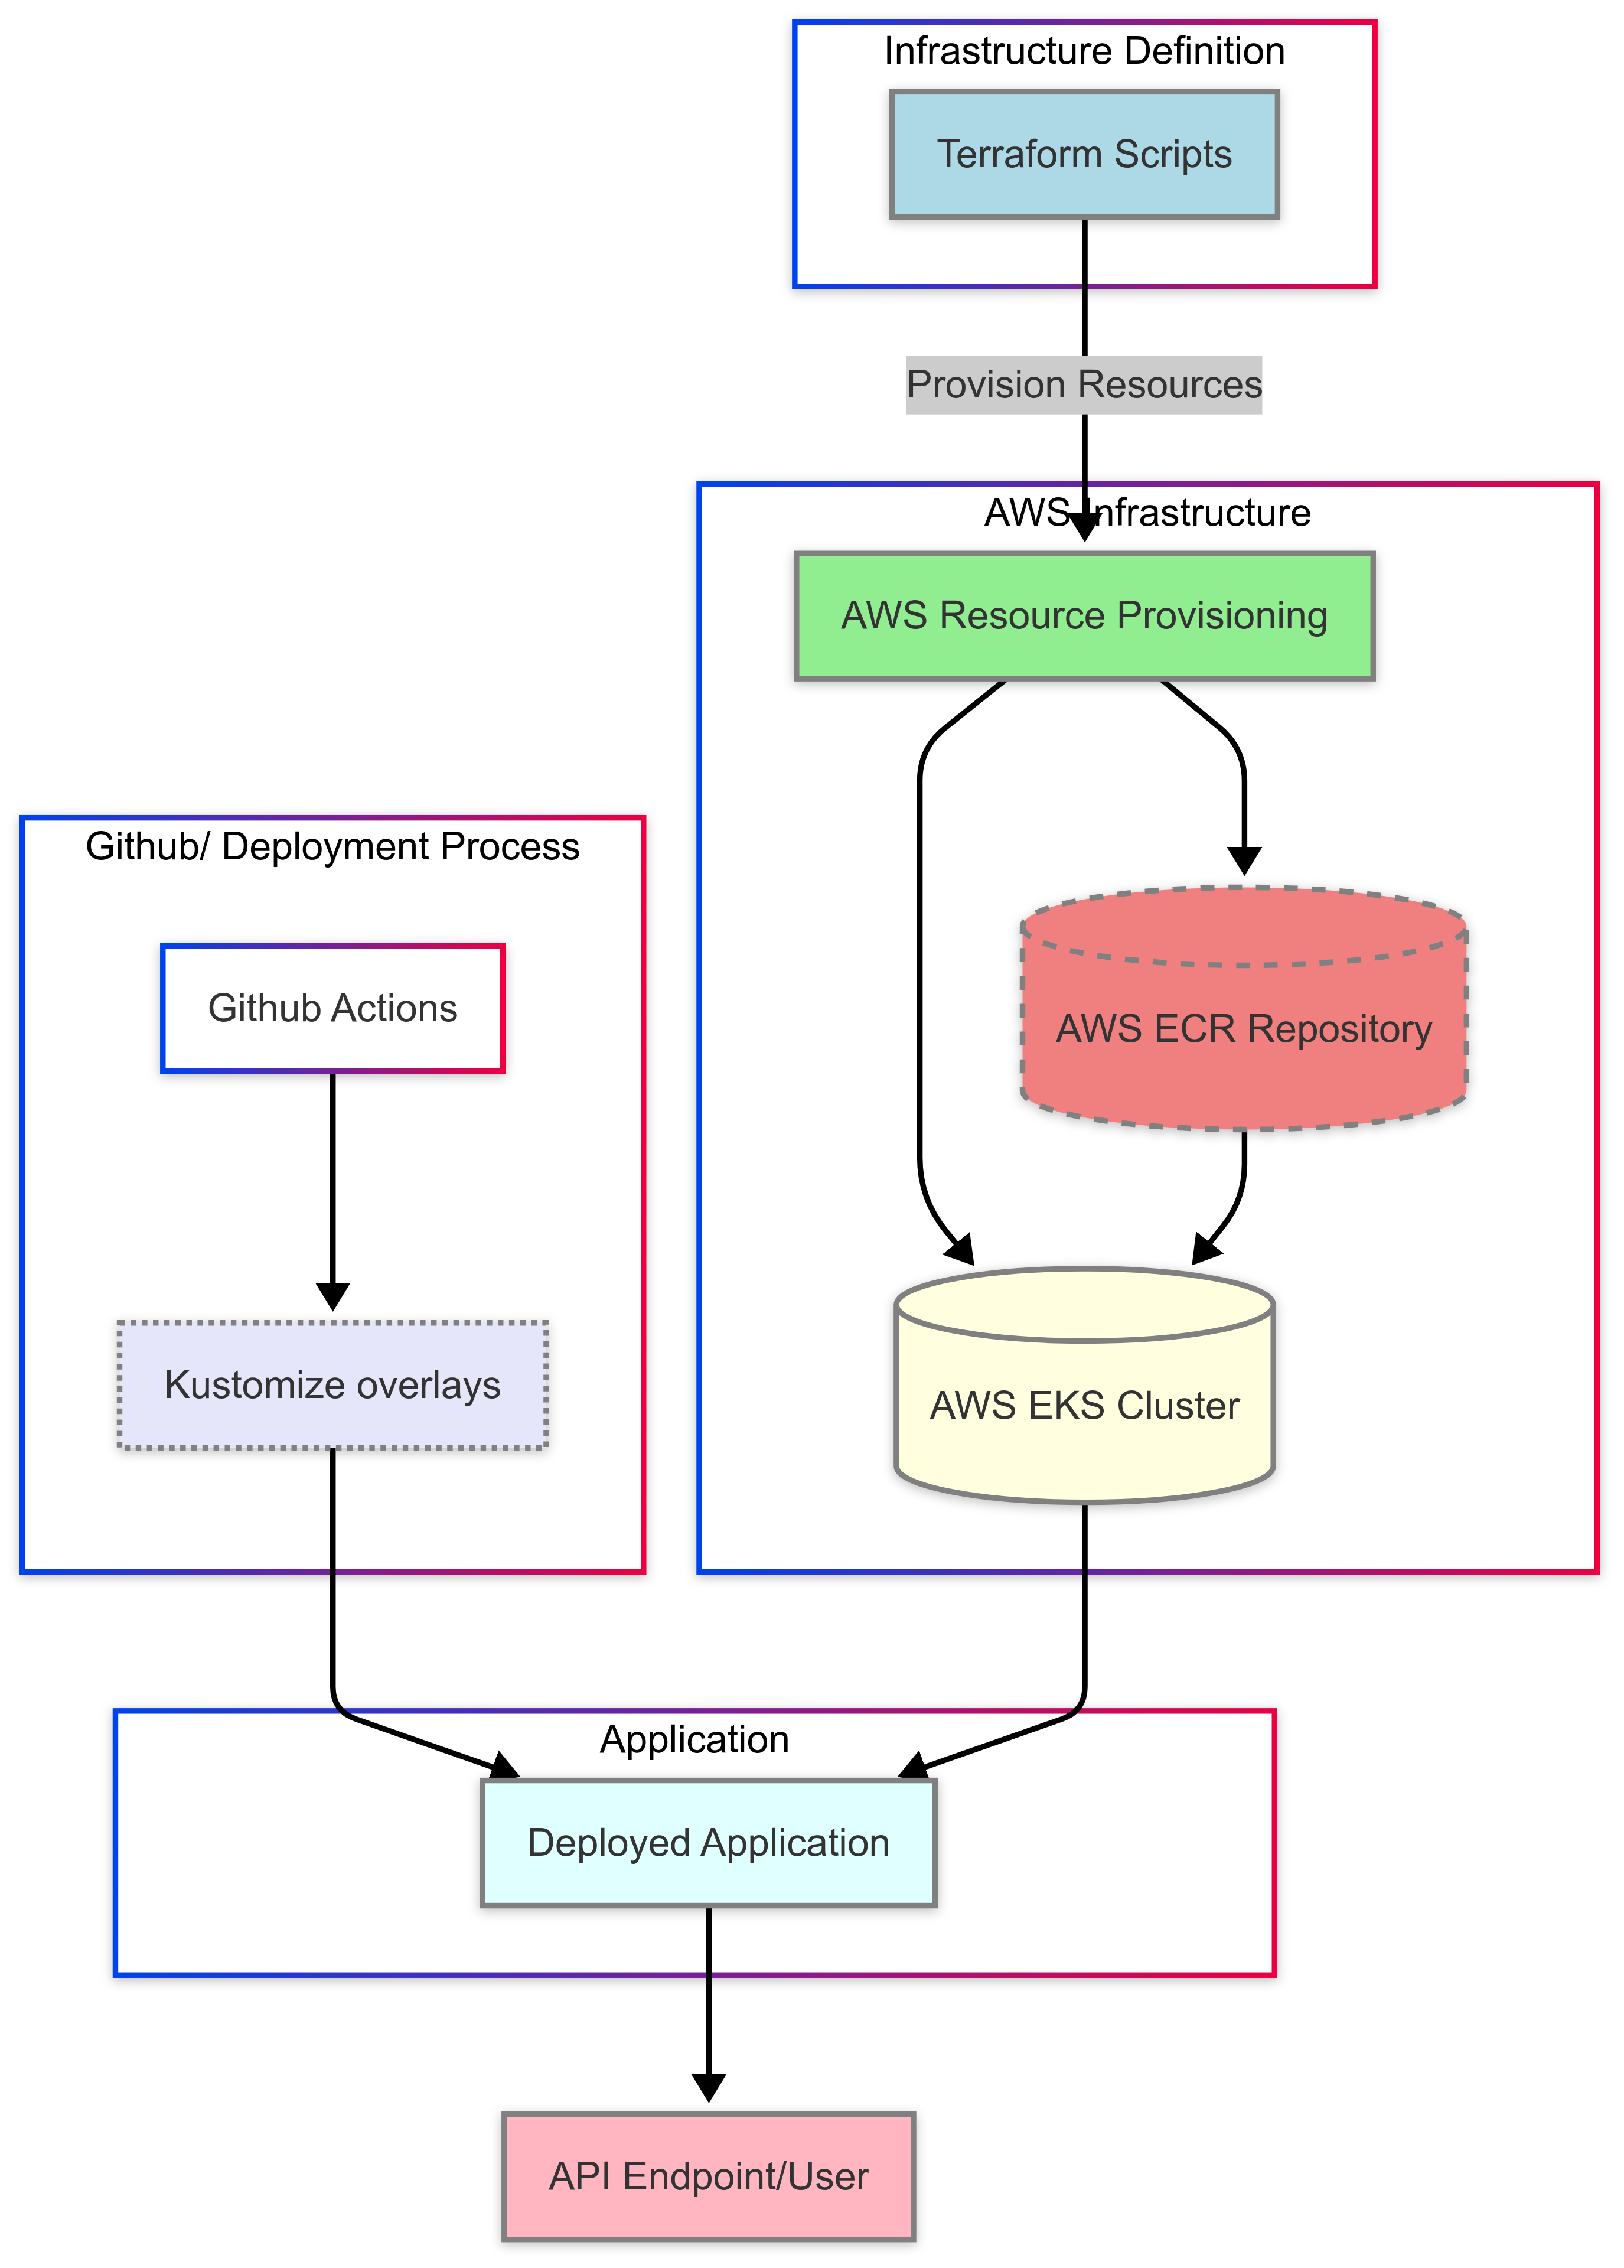 Infrastructure Definition
Terraform Scripts
Provision Resources
AWS Infrastructure
AWS Resource Provisioning
Github/ Deployment Process
Github Actions
AWS ECR Repository
Kustomize overlays
AWS EKS Cluster
Application
Deployed Application
API Endpoint/User